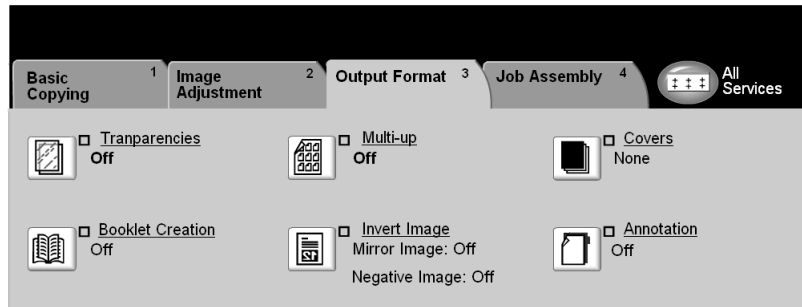 Basic Copying 1
Image Adjustment 2
Output Format 3
Job Assembly 4
All Services
Tranparencies
Off
Multi-up
Off
Covers
None
Booklet Creation
Off
Invert Image
Mirror Image: Off
Negative Image: Off
Annotation
Off